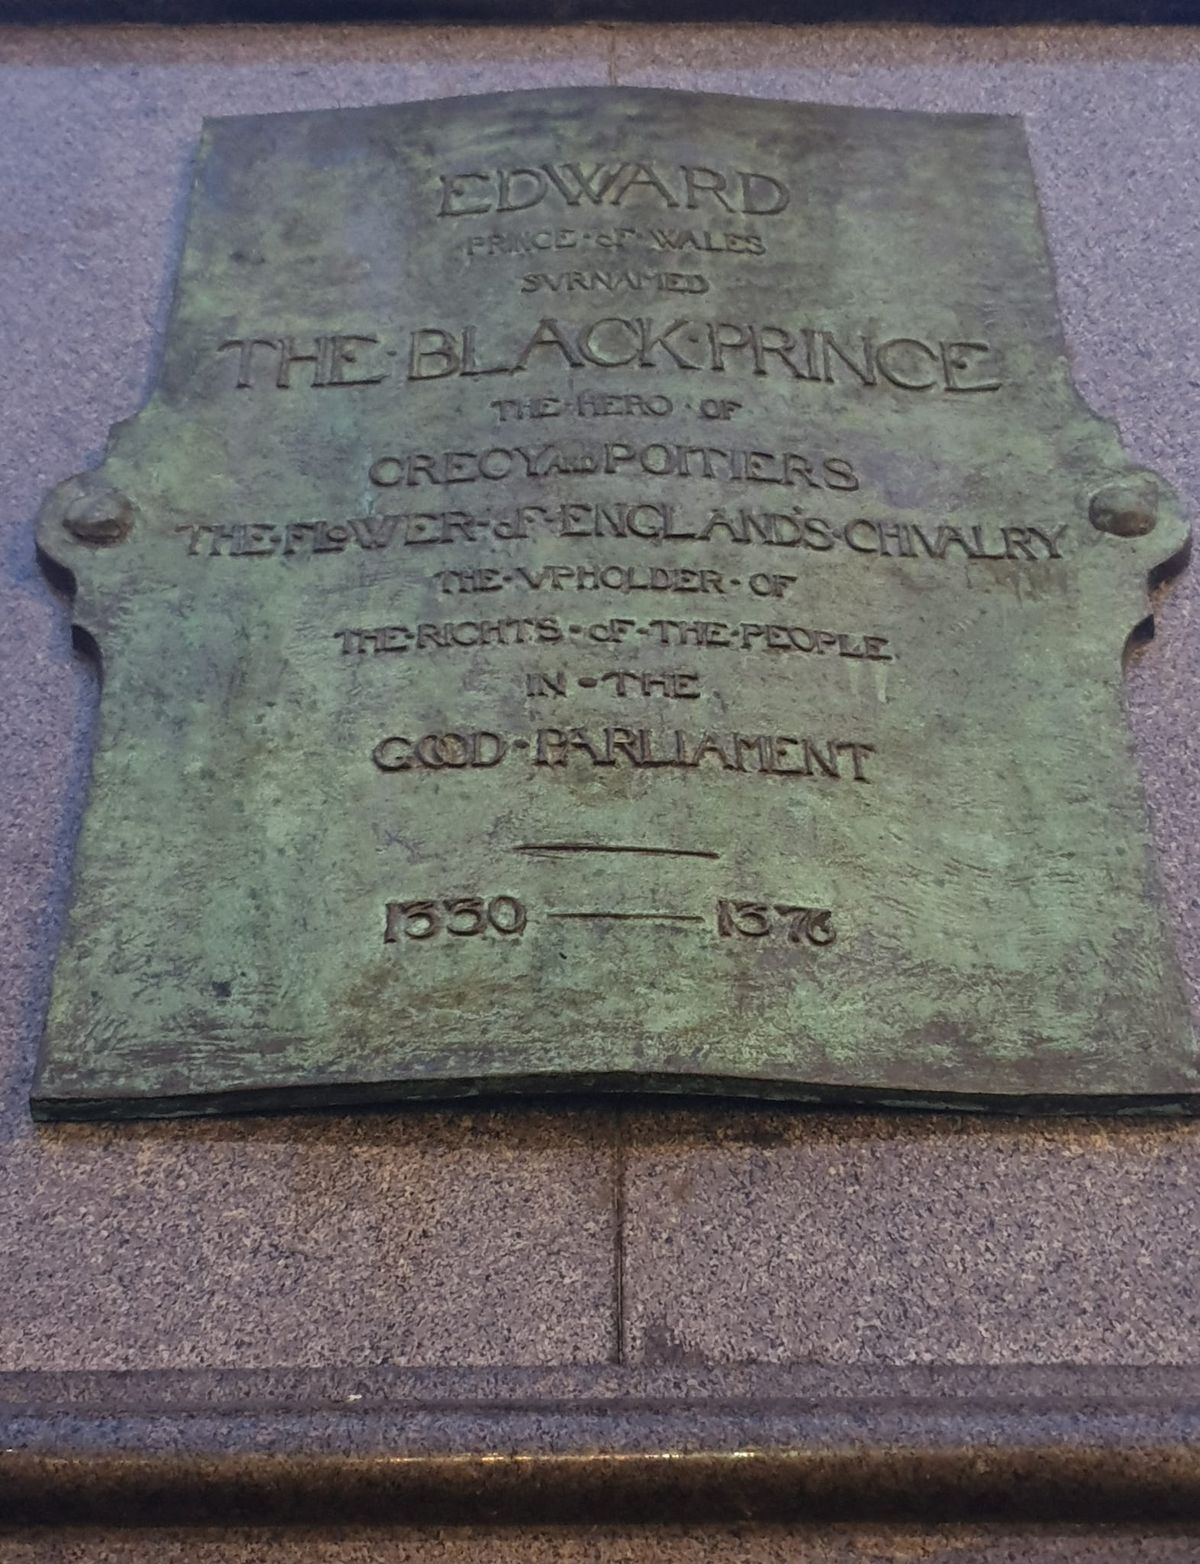 EDWARD
PRINCE·OF·WALES
SVRNAMED
THE·BLACK·PRINCE
THE·HERO·OF
CRECY AND POITIERS
THE·FLOWER·OF·ENGLAND'S·CHIVALRY
THE·VPHOLDER·OF
THE·RIGHTS·OF·THE·PEOPLE
IN·THE
GOOD·PARLIAMENT
1330 — 1376